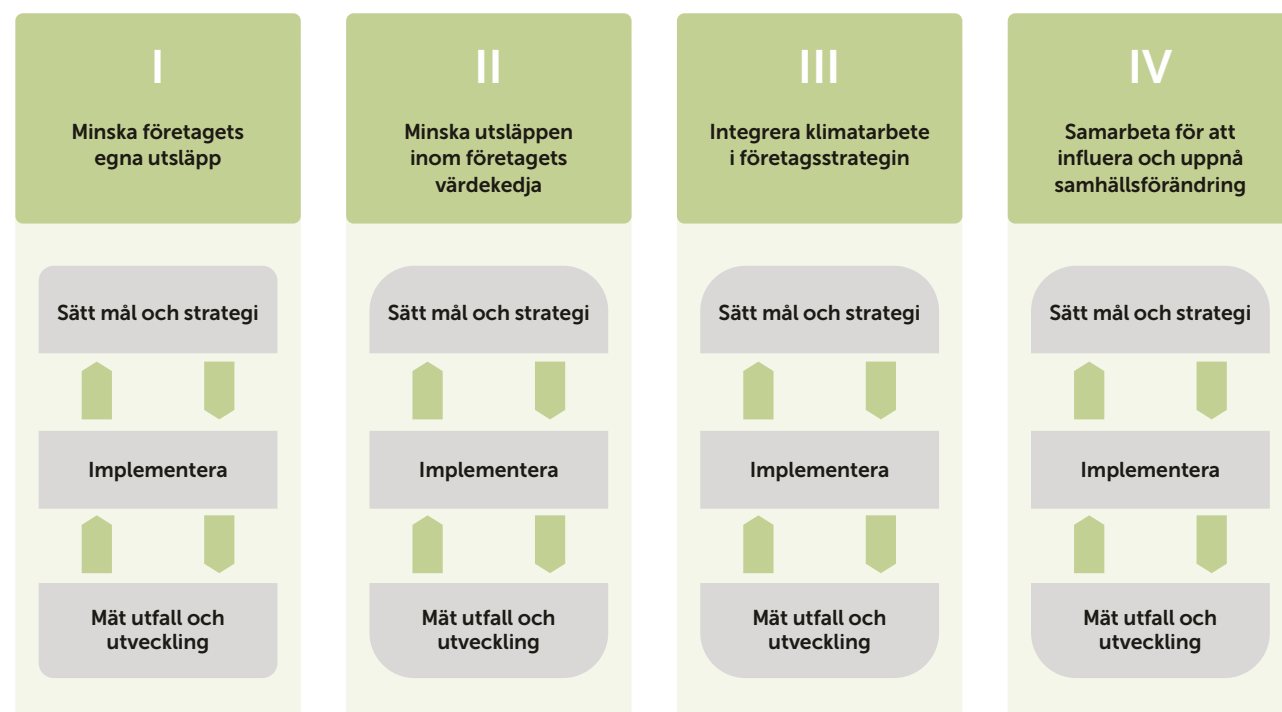 I
Minska företagets
egna utsläpp
Sätt mål och strategi
Implementera
Mät utfall och
utveckling
II
Minska utsläppen
inom företagets
värdekedja
Sätt mål och strategi
Implementera
Mät utfall och
utveckling
III
Integrera klimatarbete
i företagsstrategin
Sätt mål och strategi
Implementera
Mät utfall och
utveckling
IV
Samarbeta för att
influera och uppnå
samhällsförändring
Sätt mål och strategi
Implementera
Mät utfall och
utveckling